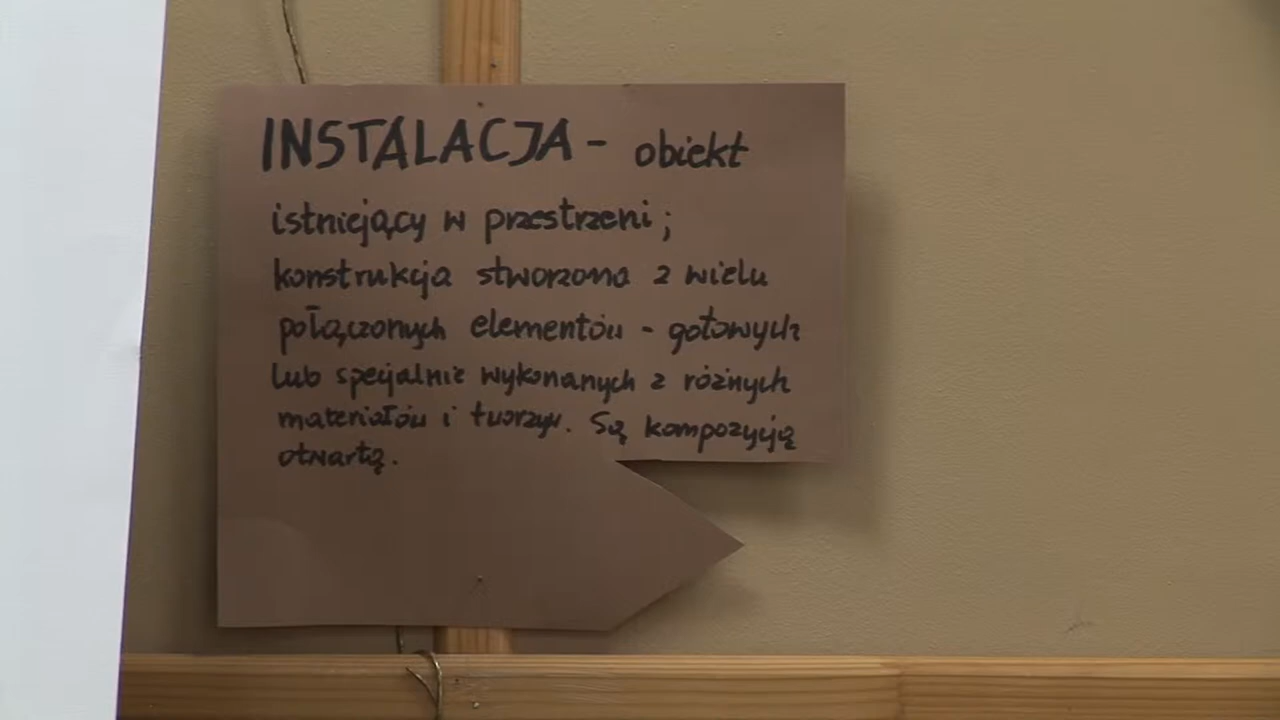 INSTALACJA - obiekt
istniejący w przestrzeni;
konstrukcja stworzona z wielu
połączonych elementów - gotowych
lub specjalnie wykonanych z różnych
materiałów i tworzyw. Są kompozycją
otwartą.